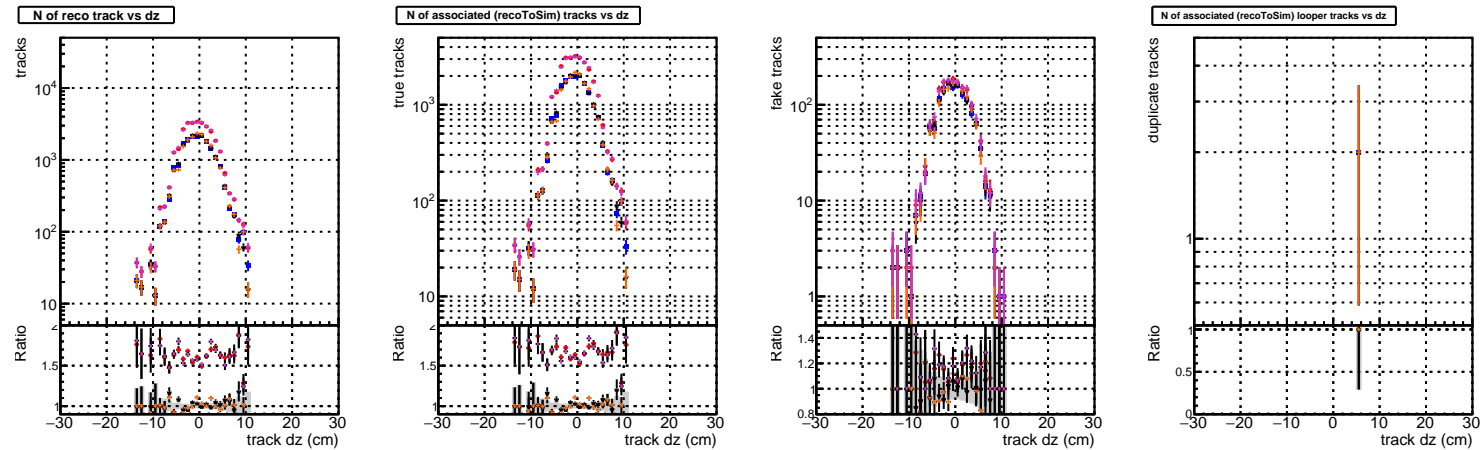 N of reco track vs dz
tracks
10^4
10^3
10^2
10
Ratio
2
1.5
1
−30 −20 −10 0 10 20 30
track dz (cm)
N of associated (recoToSim) tracks vs dz
true tracks
10^3
10^2
10
Ratio
2
1.5
1
−30 −20 −10 0 10 20 30
track dz (cm)
fake tracks
10^2
10
1
Ratio
1.4
1.2
1
0.8
−30 −20 −10 0 10 20 30
track dz (cm)
N of associated (recoToSim) looper tracks vs dz
duplicate tracks
2
1
Ratio
1
0.5
0
−30 −20 −10 0 10 20 30
track dz (cm)